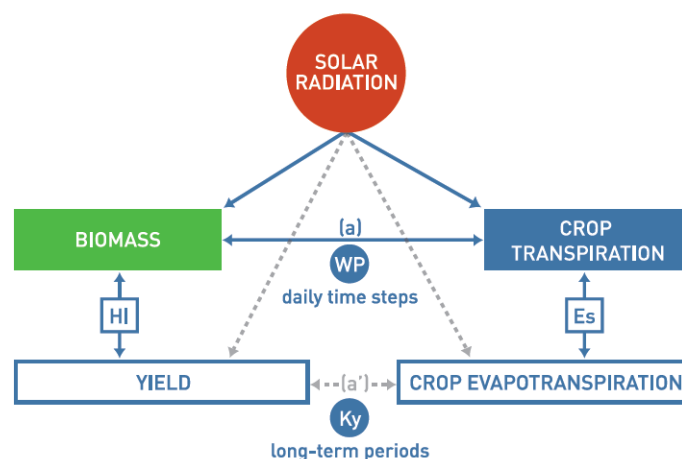 SOLAR
RADIATION
BIOMASS
(a)
CROP
TRANSPIRATION
WP
daily time steps
HI
Es
YIELD
(a')
CROP EVAPOTRANSPIRATION
Ky
long-term periods